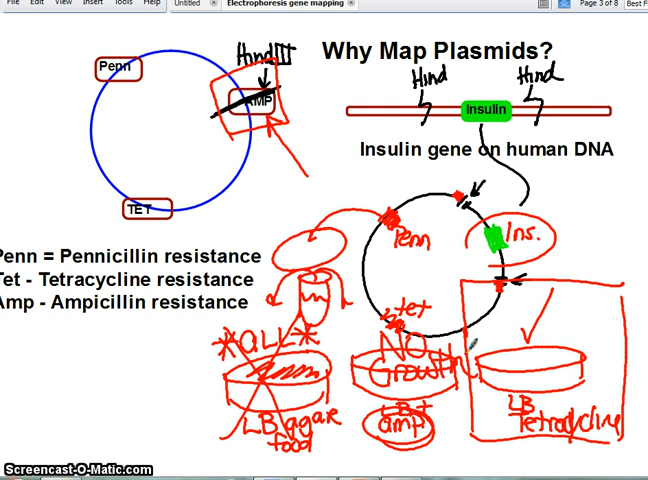 File View Insert Tools Help
Untitled
Electrophoresis gene mapping
Page 3 of 8
Best F
Why Map Plasmids?
HindIII
Penn
AMP
TET
Hind
Hind
Insulin
Insulin gene on human DNA
Penn = Pennicillin resistance
Tet - Tetracycline resistance
Amp - Ampicillin resistance
Penn
Ins.
tet
*ALL*
LB agare
food
NO
Growth
LB+
amp
LB
Tetracycline
Screencast-O-Matic.com